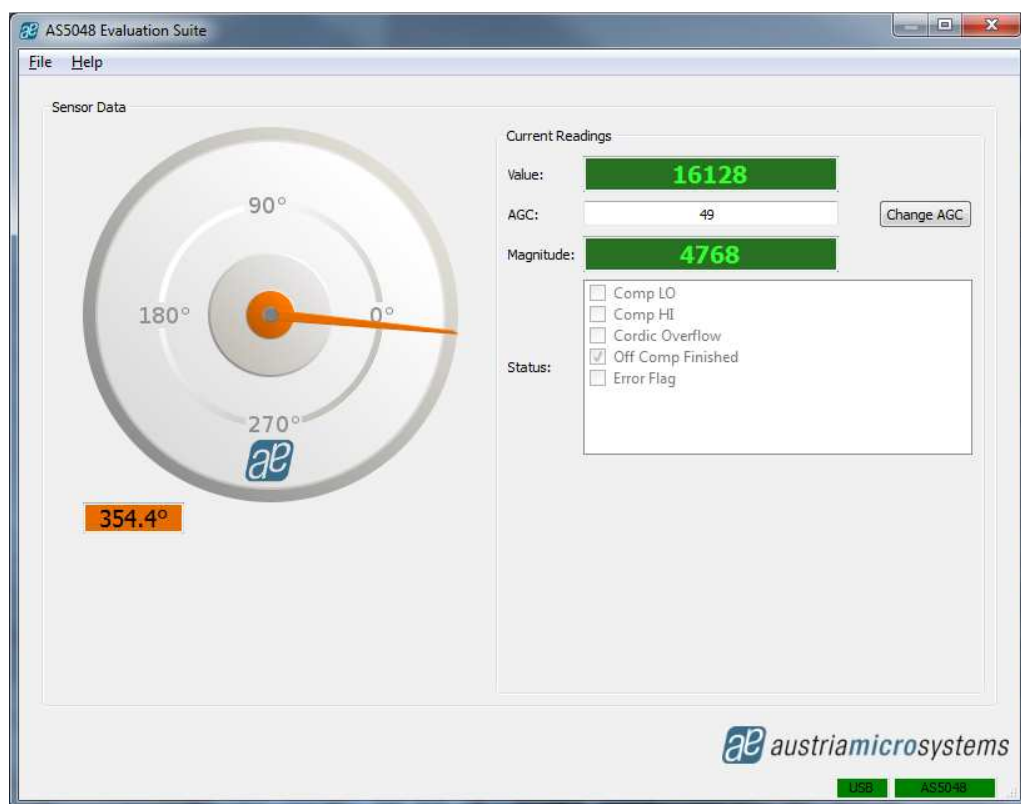 AS5048 Evaluation Suite
File Help
Sensor Data
90°
180°
0°
270°
354.4°
Current Readings
Value: 16128
AGC: 49 Change AGC
Magnitude: 4768
Status:
Comp LO
Comp HI
Cordic Overflow
Off Comp Finished
Error Flag
austriamicrosystems
USB AS5048